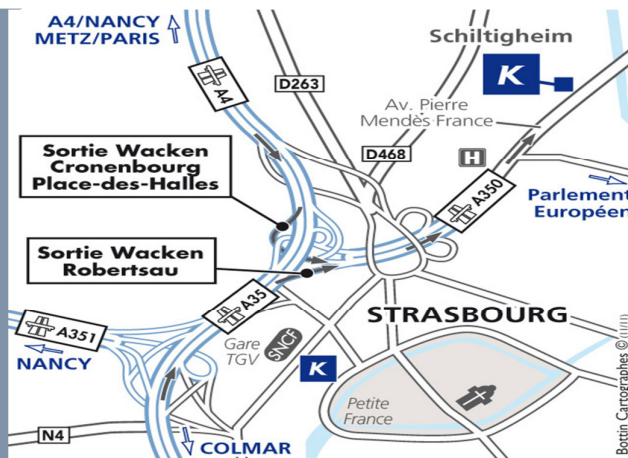 A4/NANCY
METZ/PARIS
A4
D263
Schiltigheim
K
Av. Pierre
Mendès-France
Sortie Wacken
Cronenbourg
Place-des-Halles
D468
H
A350
Parlement
Européen
Sortie Wacken
Robertsau
A35
STRASBOURG
A351
NANCY
Gare
TGV
SNCF
K
Petite
France
N4
COLMAR
Bottin Cartographes ©